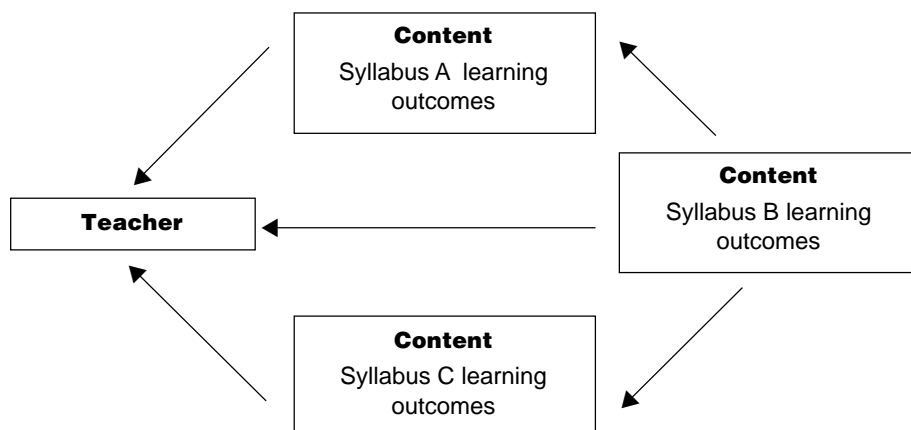 Content
Syllabus A learning
outcomes
Content
Syllabus B learning
outcomes
Teacher
Content
Syllabus C learning
outcomes